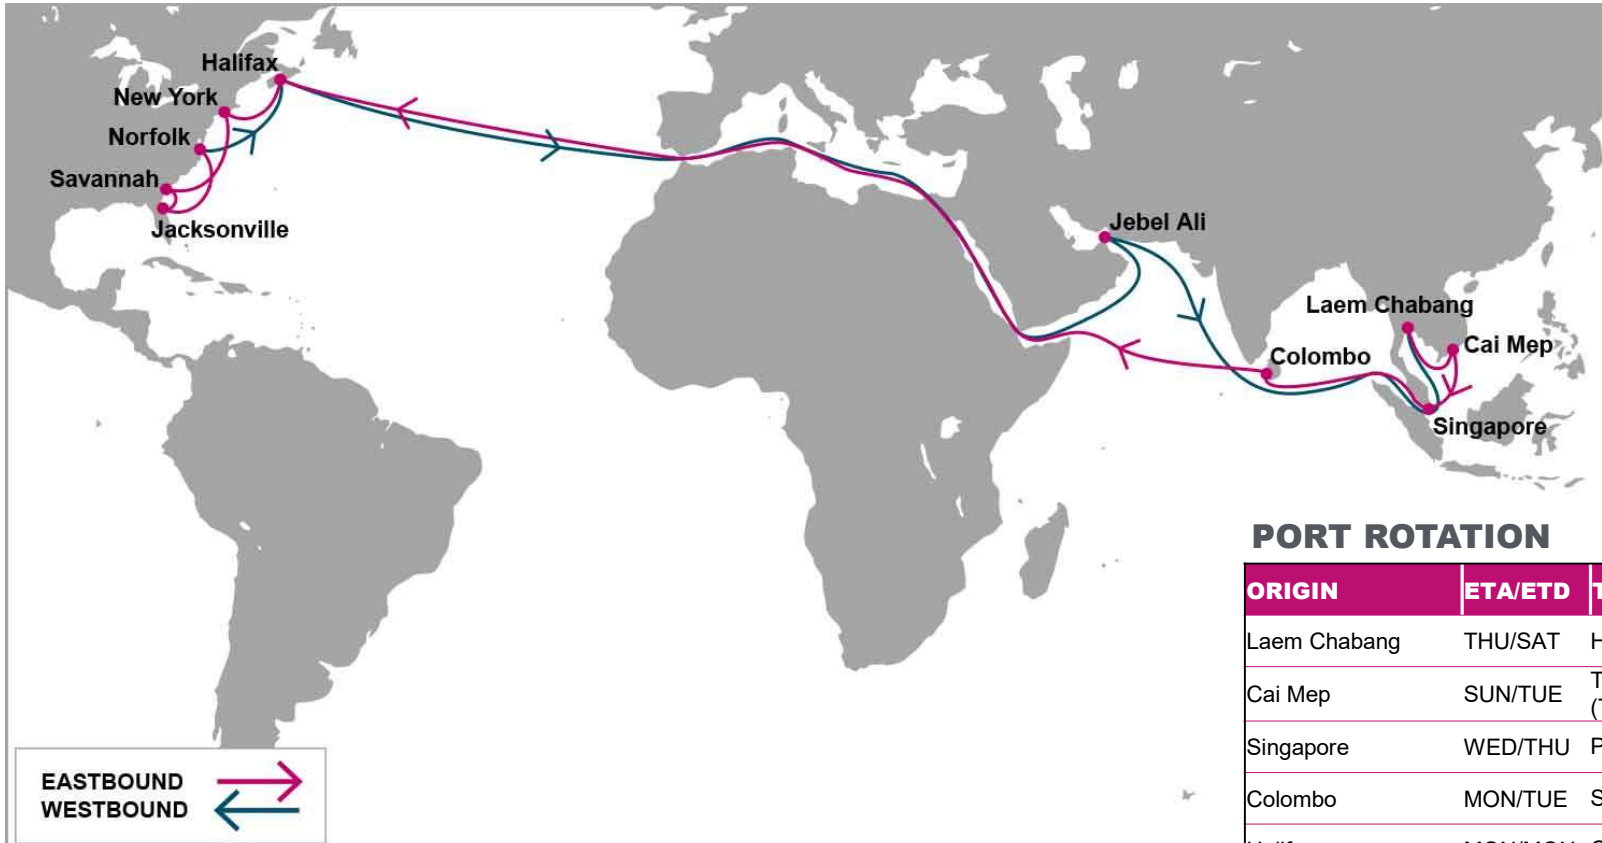 Halifax
New York
Norfolk
Savannah
Jacksonville
Jebel Ali
Laem Chabang
Cai Mep
Colombo
Singapore
EASTBOUND
WESTBOUND
PORT ROTATION
ORIGIN ETA/ETD T
Laem Chabang THU/SAT H
Cai Mep SUN/TUE T
(T
Singapore WED/THU P
Colombo MON/TUE S